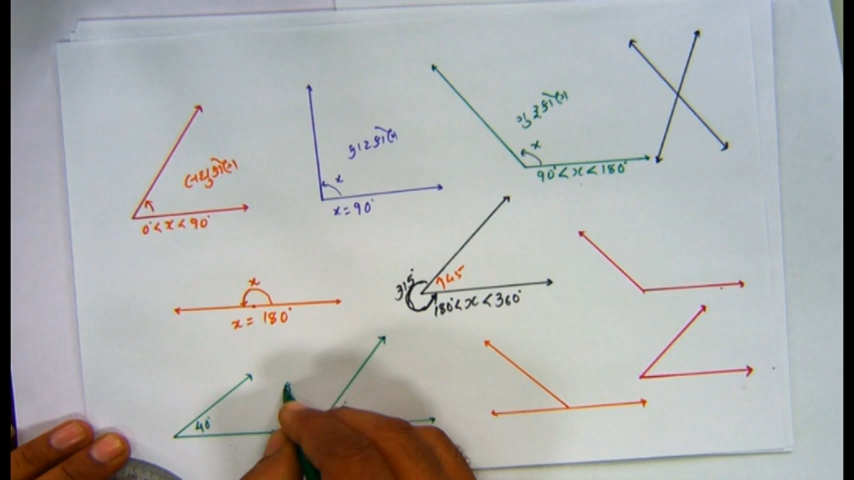 લઘુકોણ
0° < x < 90°
કાટકોણ
x
x = 90°
ગુરુકોણ
x
90° < x < 180°
x
x = 180°
315°
45
180° < x < 360°
40°